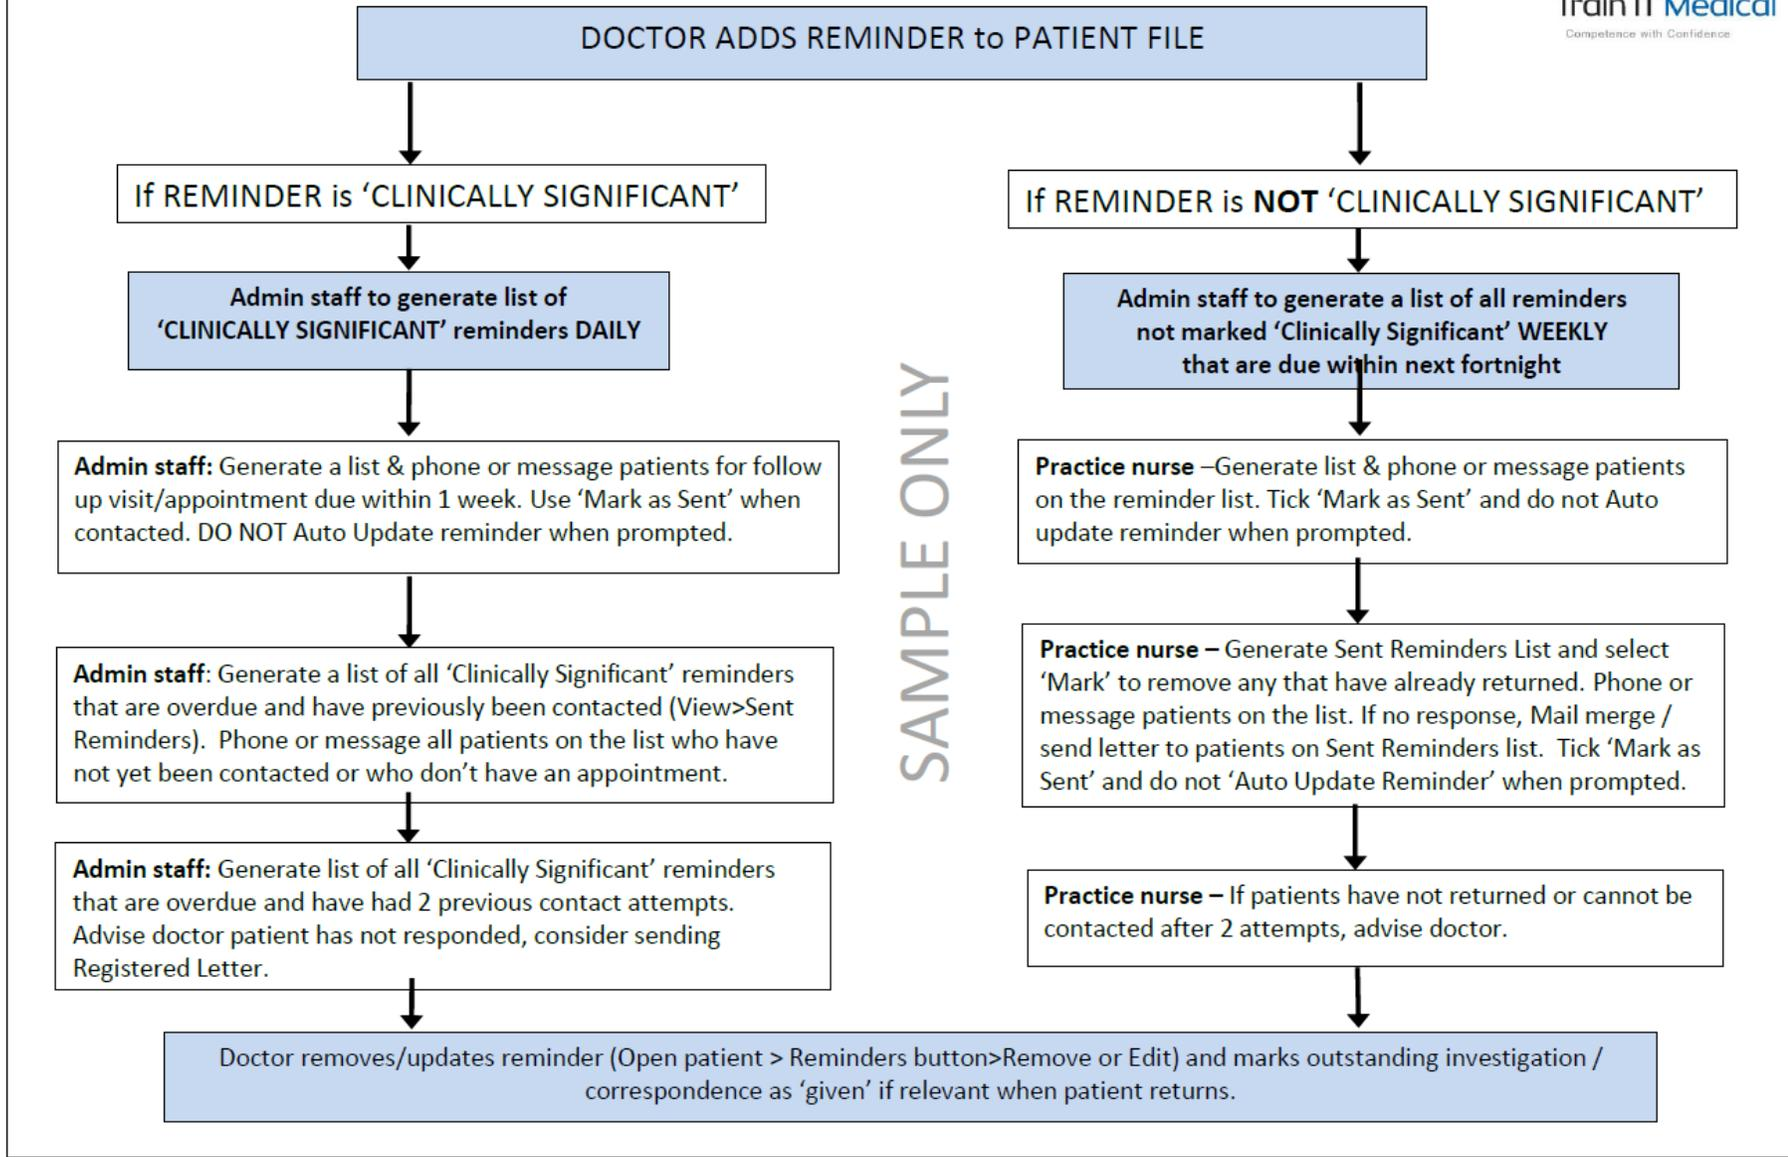 Train IT Medical
Competence with Confidence
DOCTOR ADDS REMINDER to PATIENT FILE
If REMINDER is ‘CLINICALLY SIGNIFICANT’
Admin staff to generate list of
‘CLINICALLY SIGNIFICANT’ reminders DAILY
Admin staff: Generate a list & phone or message patients for follow
up visit/appointment due within 1 week. Use ‘Mark as Sent’ when
contacted. DO NOT Auto Update reminder when prompted.
Admin staff: Generate a list of all ‘Clinically Significant’ reminders
that are overdue and have previously been contacted (View>Sent
Reminders).  Phone or message all patients on the list who have
not yet been contacted or who don’t have an appointment.
Admin staff: Generate list of all ‘Clinically Significant’ reminders
that are overdue and have had 2 previous contact attempts.
Advise doctor patient has not responded, consider sending
Registered Letter.
SAMPLE ONLY
If REMINDER is NOT ‘CLINICALLY SIGNIFICANT’
Admin staff to generate a list of all reminders
not marked ‘Clinically Significant’ WEEKLY
that are due within next fortnight
Practice nurse –Generate list & phone or message patients
on the reminder list. Tick ‘Mark as Sent’ and do not Auto
update reminder when prompted.
Practice nurse – Generate Sent Reminders List and select
‘Mark’ to remove any that have already returned. Phone or
message patients on the list. If no response, Mail merge /
send letter to patients on Sent Reminders list.  Tick ‘Mark as
Sent’ and do not ‘Auto Update Reminder’ when prompted.
Practice nurse – If patients have not returned or cannot be
contacted after 2 attempts, advise doctor.
Doctor removes/updates reminder (Open patient > Reminders button>Remove or Edit) and marks outstanding investigation /
correspondence as ‘given’ if relevant when patient returns.